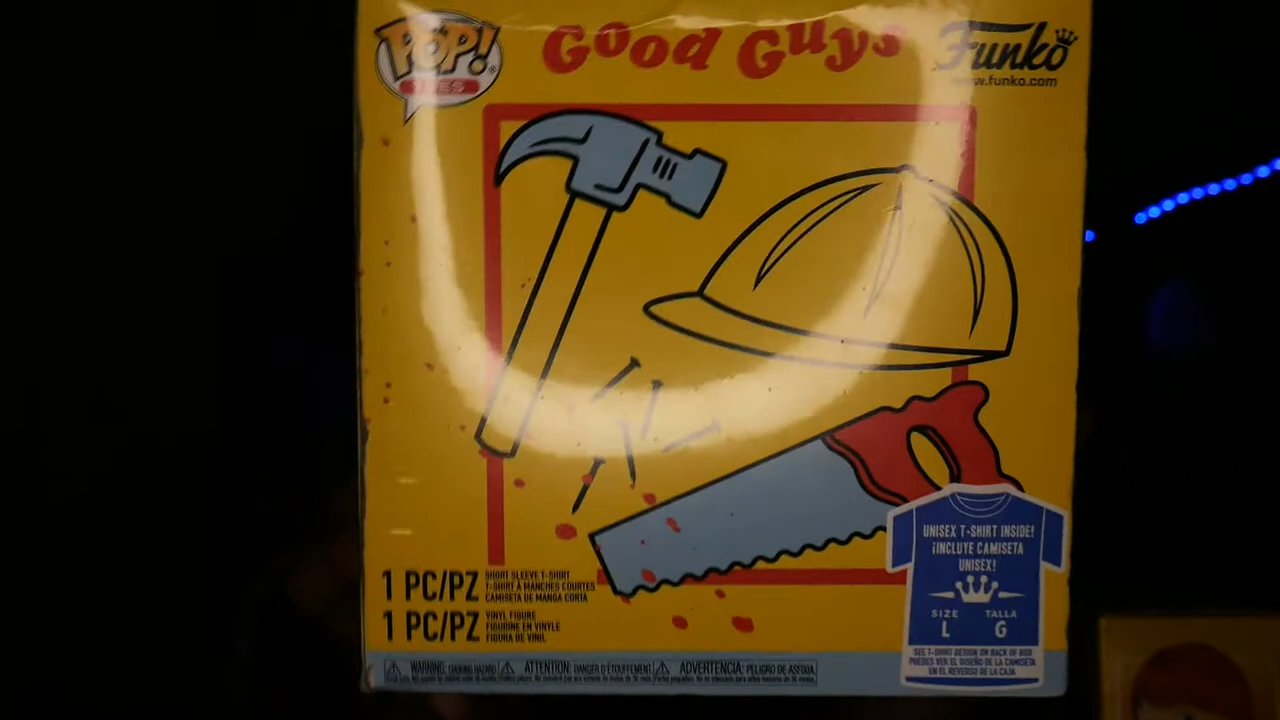 POP!
TEES
Good Guys
Funko
www.funko.com
1 PC/PZ
SHORT SLEEVE T-SHIRT
T-SHIRT À MANCHES COURTES
CAMISETA DE MANGA CORTA
1 PC/PZ
VINYL FIGURE
FIGURINE EN VINYLE
FIGURA DE VINIL
WARNING: CHOKING HAZARD
ATTENTION: DANGER D'ÉTOUFFEMENT
ADVERTENCIA: PELIGRO DE ASFIXIA.
UNISEX T-SHIRT INSIDE!
¡INCLUYE CAMISETA
UNISEX!
SIZE TALLA
L G
SEE T-SHIRT DESIGN ON BACK OF BOX
PUEDES VER EL DISEÑO DE LA CAMISETA
EN EL REVERSO DE LA CAJA